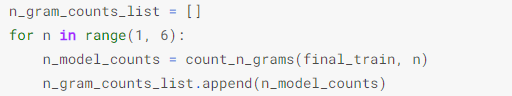 n_gram_counts_list = []
for n in range(1, 6):
    n_model_counts = count_n_grams(final_train, n)
    n_gram_counts_list.append(n_model_counts)